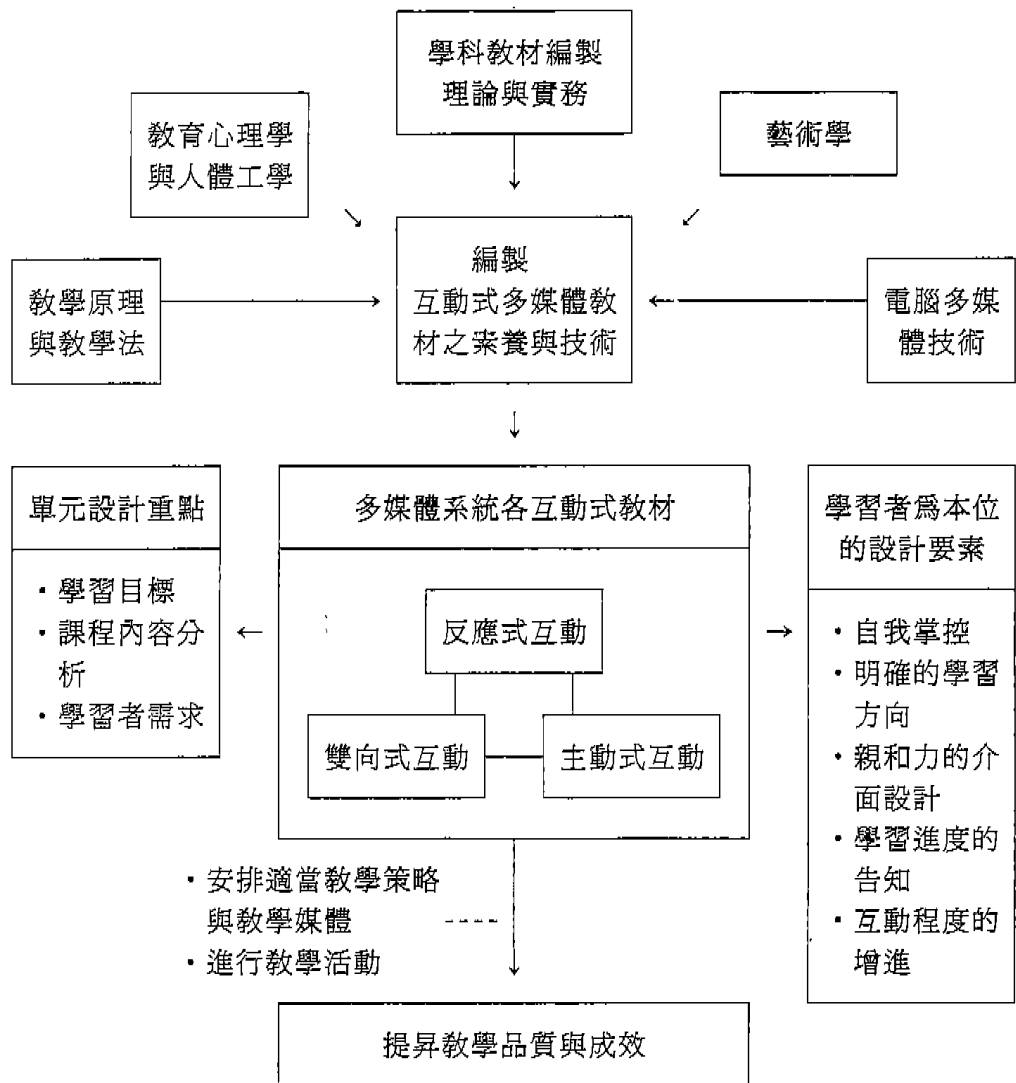 學科教材編製
理論與實務
教育心理學
與人體工學
藝術學
教學原理
與教學法
編製
互動式多媒體教
材之素養與技術
電腦多媒
體技術
單元設計重點
・學習目標
・課程內容分
析
・學習者需求
多媒體系統各互動式教材
反應式互動
雙向式互動
主動式互動
學習者爲本位
的設計要素
・自我掌控
・明確的學習
方向
・親和力的介
面設計
・學習進度的
告知
・互動程度的
增進
・安排適當教學策略
與教學媒體
・進行教學活動
提昇教學品質與成效